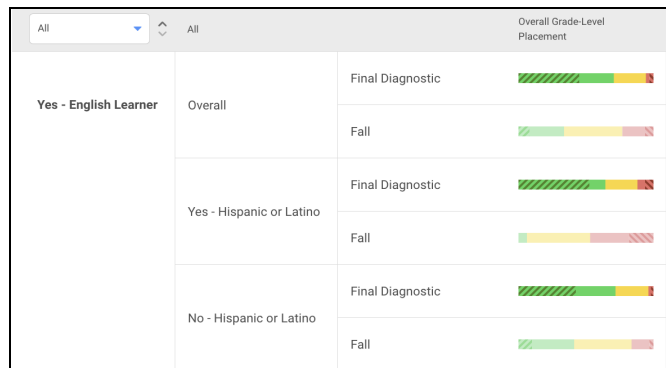 All
All
Overall Grade-Level
Placement
Yes - English Learner
Overall
Final Diagnostic
Fall
Yes - Hispanic or Latino
Final Diagnostic
Fall
No - Hispanic or Latino
Final Diagnostic
Fall